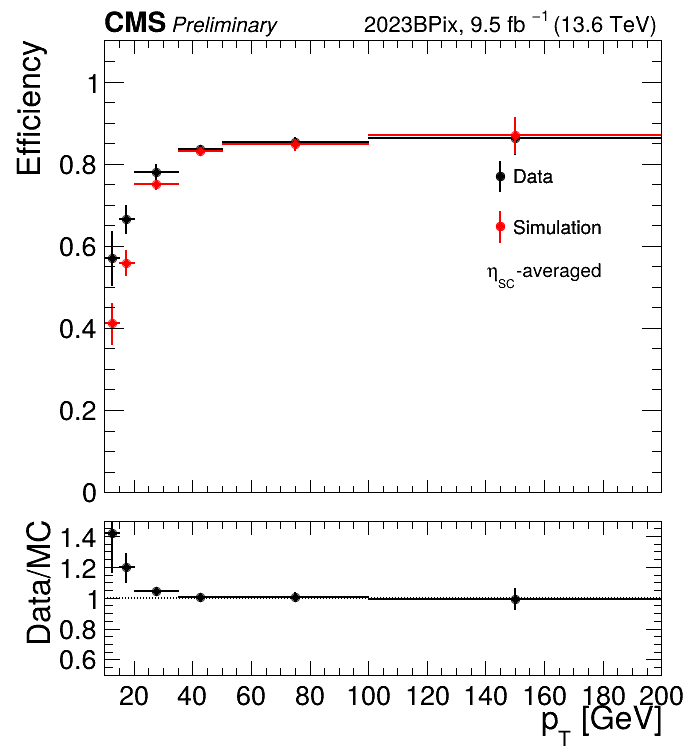 CMS Preliminary 2023BPix, 9.5 fb⁻¹ (13.6 TeV)
Efficiency
1
0.8
0.6
0.4
0.2
0
Data
Simulation
ηSC-averaged
Data/MC
1.4
1.2
1
0.8
0.6
20 40 60 80 100 120 140 160 180 200
pT [GeV]